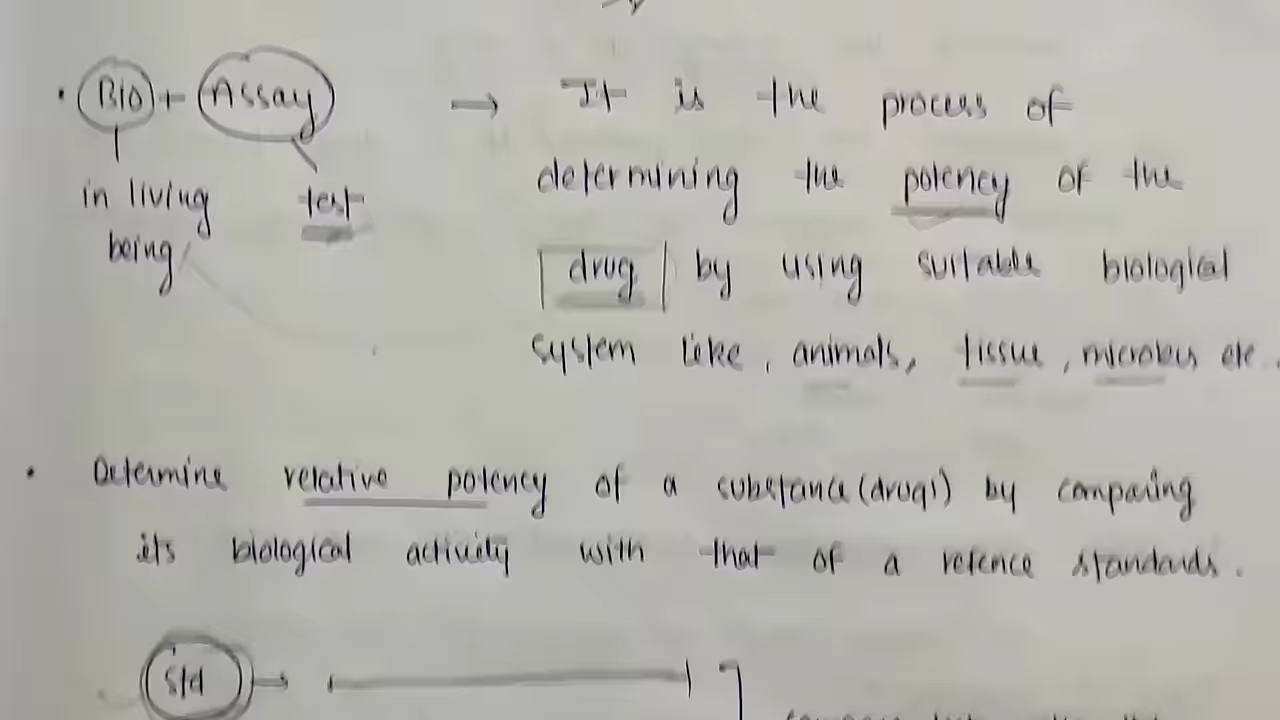 • Bio + Assay → It is the process of
determining the potency of the
in living test
being
drug by using suitable biological
system like, animals, tissue, microbes etc.
• Determine relative potency of a substance (drugs) by comparing
its biological activity with that of a refence standards.
Std →